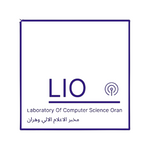 LIO
Laboratory Of Computer Science Oran
مخبر الاعلام الالي وهران